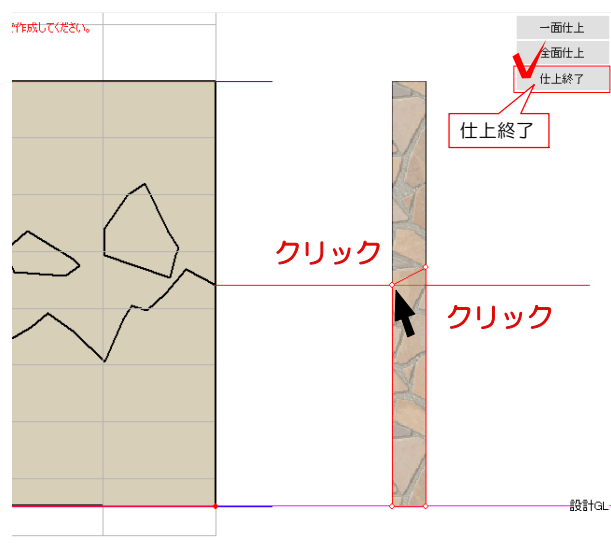 作成してください。
一面仕上
全面仕上
仕上終了
仕上終了
クリック
クリック
設計GL